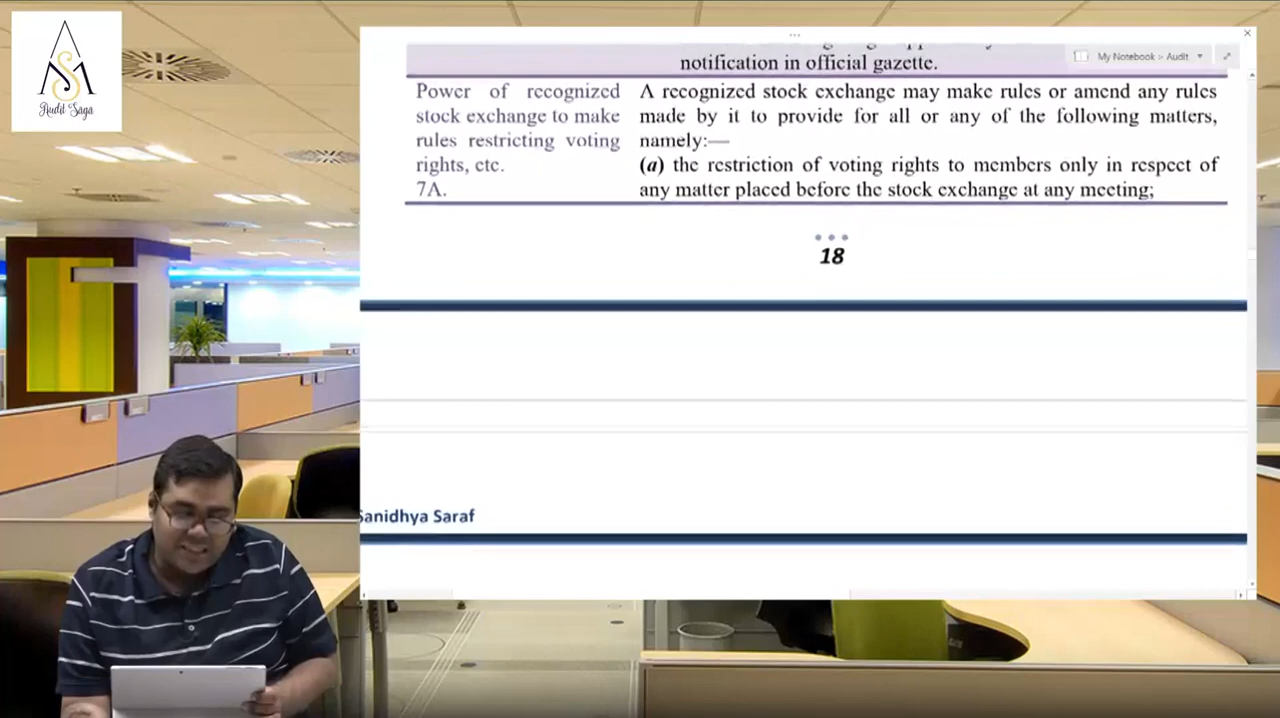 Audit Saga
My Notebook > Audit
notification in official gazette.
Power of recognized
stock exchange to make
rules restricting voting
rights, etc.
7A.
A recognized stock exchange may make rules or amend any rules
made by it to provide for all or any of the following matters,
namely:—
(a) the restriction of voting rights to members only in respect of
any matter placed before the stock exchange at any meeting;
18
Sanidhya Saraf